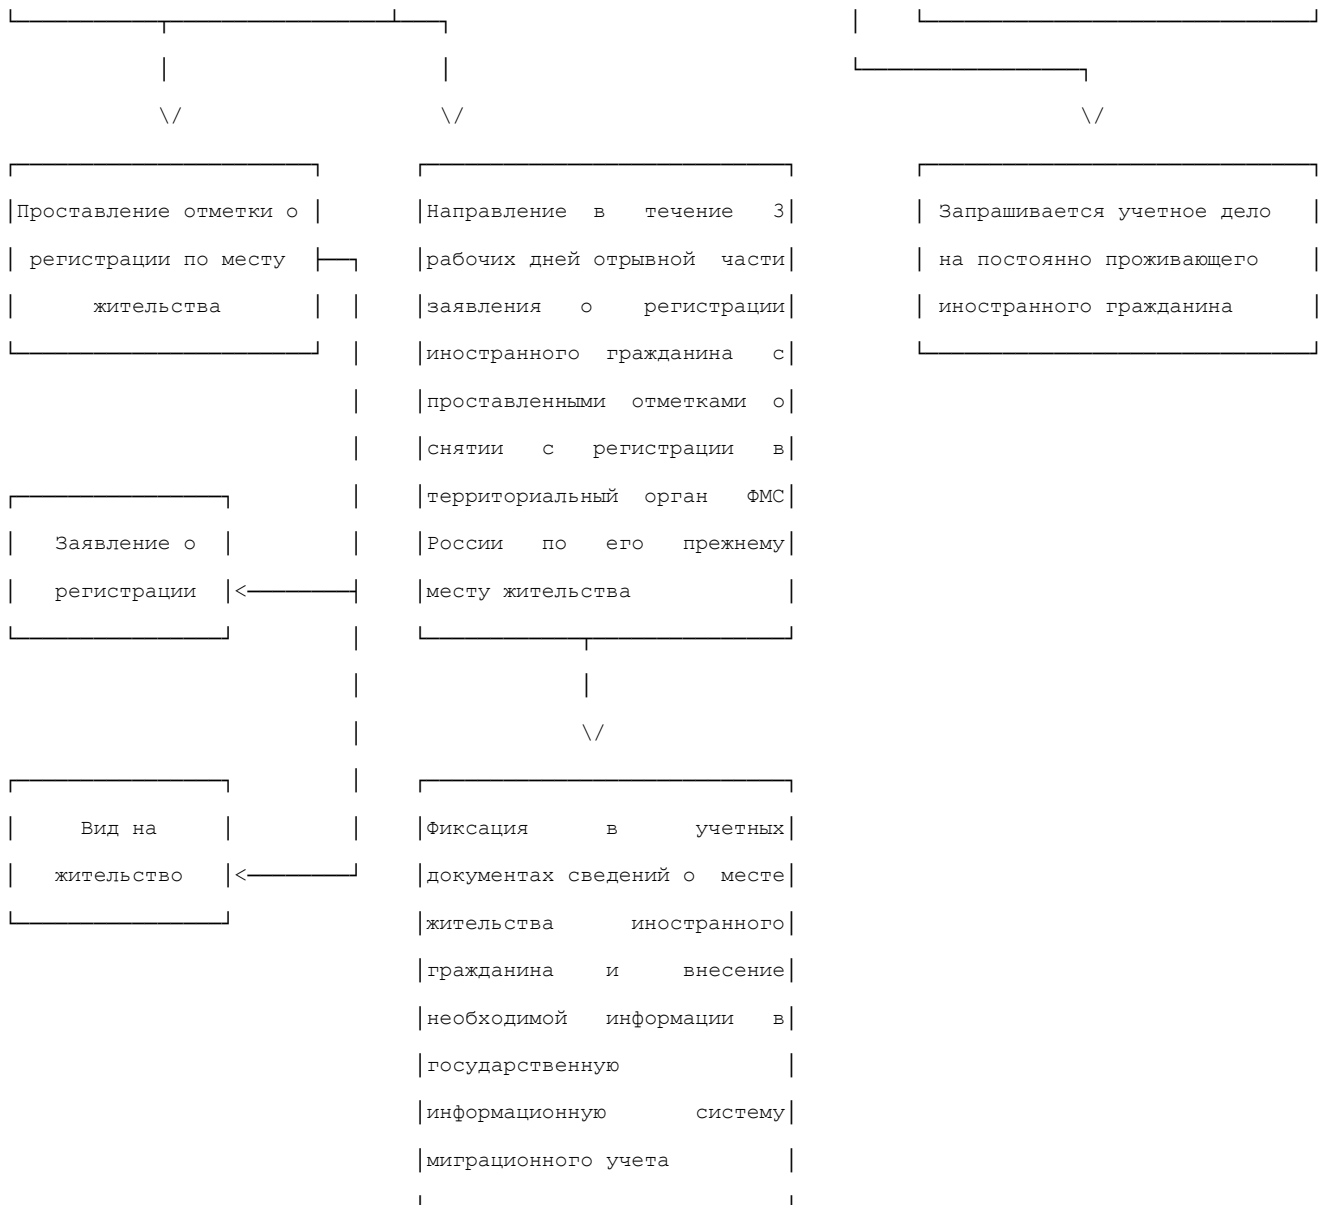 Проставление отметки о
регистрации по месту
жительства
Направление в течение 3
рабочих дней отрывной части
заявления о регистрации
иностранного гражданина с
проставленными отметками о
снятии с регистрации в
территориальный орган ФМС
России по его прежнему
месту жительства
Запрашивается учетное дело
на постоянно проживающего
иностранного гражданина
Заявление о
регистрации
Вид на
жительство
Фиксация в учетных
документах сведений о месте
жительства иностранного
гражданина и внесение
необходимой информации в
государственную
информационную систему
миграционного учета